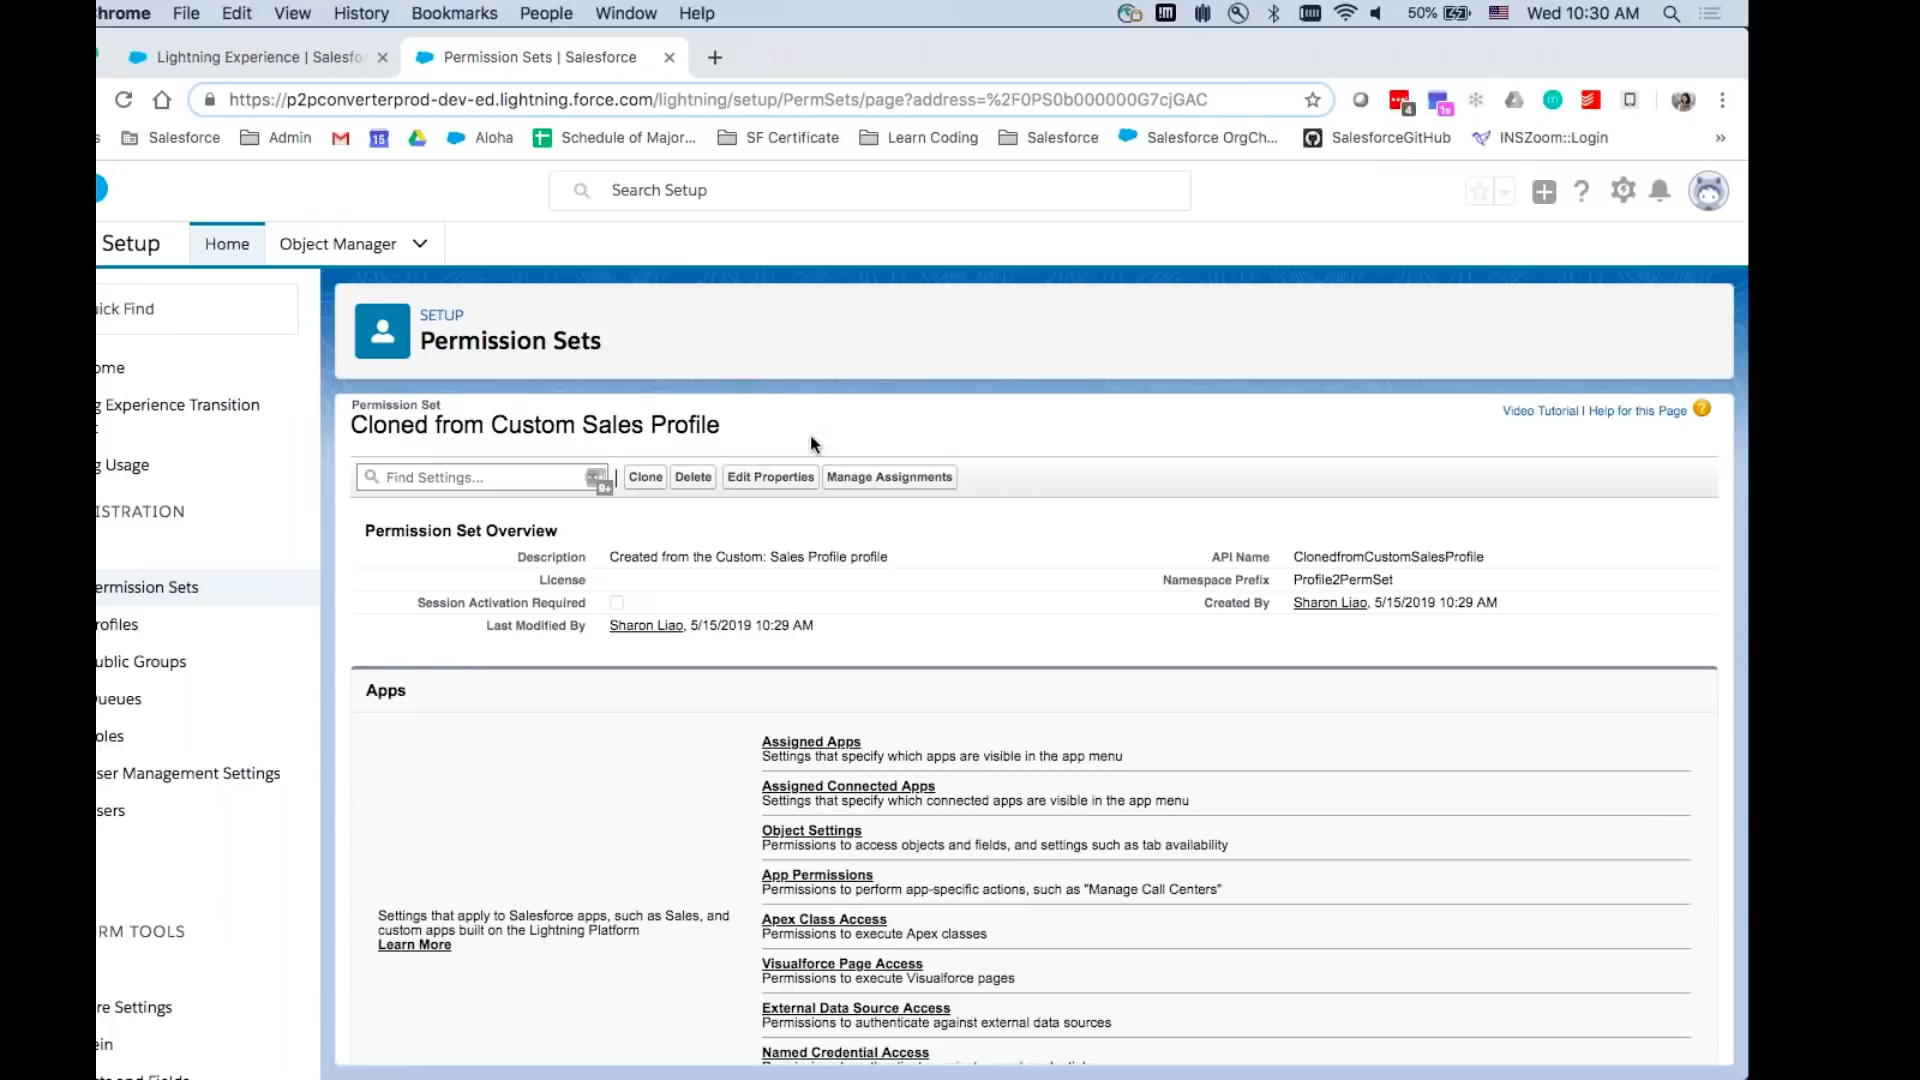 hrome File Edit View History Bookmarks People Window Help 50% Wed 10:30 AM
Lightning Experience | Salesfo
Permission Sets | Salesforce
https://p2pconverterprod-dev-ed.lightning.force.com/lightning/setup/PermSets/page?address=%2F0PS0b000000G7cjGAC
4
1s
s Salesforce Admin 15 Aloha Schedule of Major... SF Certificate Learn Coding Salesforce Salesforce OrgCh... SalesforceGitHub INSZoom::Login »
Search Setup
Setup Home Object Manager
uick Find
ome
g Experience Transition
t
g Usage
ISTRATION
ermission Sets
rofiles
ublic Groups
ueues
oles
ser Management Settings
sers
RM TOOLS
re Settings
ein
SETUP
Permission Sets
Permission Set
Cloned from Custom Sales Profile
Video Tutorial | Help for this Page ?
Find Settings...
9+
Clone Delete Edit Properties Manage Assignments
Permission Set Overview
Description Created from the Custom: Sales Profile profile API Name ClonedfromCustomSalesProfile
License Namespace Prefix Profile2PermSet
Session Activation Required Created By Sharon Liao, 5/15/2019 10:29 AM
Last Modified By Sharon Liao, 5/15/2019 10:29 AM
Apps
Settings that apply to Salesforce apps, such as Sales, and
custom apps built on the Lightning Platform
Learn More
Assigned Apps
Settings that specify which apps are visible in the app menu
Assigned Connected Apps
Settings that specify which connected apps are visible in the app menu
Object Settings
Permissions to access objects and fields, and settings such as tab availability
App Permissions
Permissions to perform app-specific actions, such as "Manage Call Centers"
Apex Class Access
Permissions to execute Apex classes
Visualforce Page Access
Permissions to execute Visualforce pages
External Data Source Access
Permissions to authenticate against external data sources
Named Credential Access